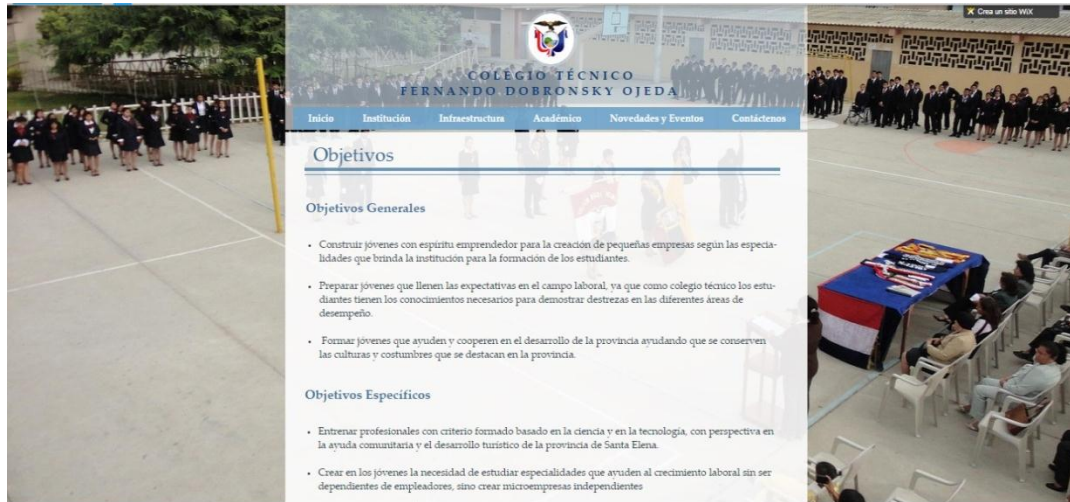 Crea un sitio WiX
COLEGIO TÉCNICO
FERNANDO DOBRONSKY OJEDA
Inicio Institución Infraestructura Académico Novedades y Eventos Contáctenos
Objetivos
Objetivos Generales
• Construir jóvenes con espíritu emprendedor para la creación de pequeñas empresas según las especia-
lidades que brinda la institución para la formación de los estudiantes.
• Preparar jóvenes que llenen las expectativas en el campo laboral, ya que como colegio técnico los estu-
diantes tienen los conocimientos necesarios para demostrar destrezas en las diferentes áreas de
desempeño.
• Formar jóvenes que ayuden y cooperen en el desarrollo de la provincia ayudando que se conserven
las culturas y costumbres que se destacan en la provincia.
Objetivos Específicos
• Entrenar profesionales con criterio formado basado en la ciencia y en la tecnología, con perspectiva en
la ayuda comunitaria y el desarrollo turístico de la provincia de Santa Elena.
• Crear en los jóvenes la necesidad de estudiar especialidades que ayuden al crecimiento laboral sin ser
dependientes de empleadores, sino crear microempresas independientes